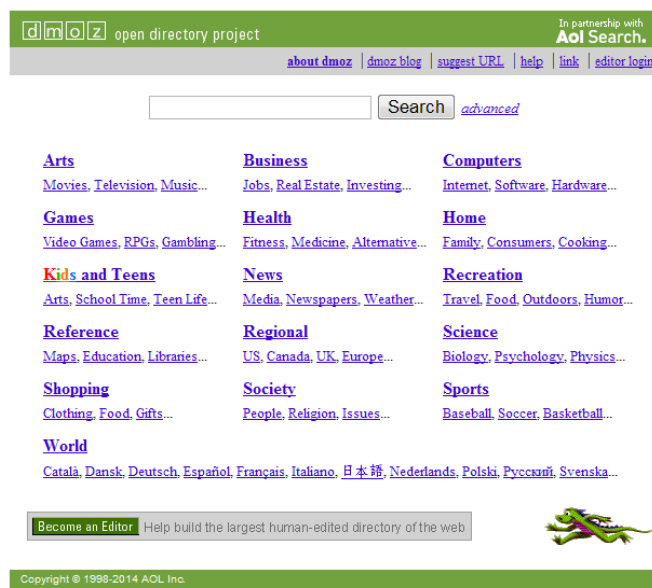 dmoz open directory project
In partnership with
Aol Search.
about dmoz | dmoz blog | suggest URL | help | link | editor login
Search advanced
Arts Business Computers
Movies, Television, Music... Jobs, Real Estate, Investing... Internet, Software, Hardware...
Games Health Home
Video Games, RPGs, Gambling... Fitness, Medicine, Alternative... Family, Consumers, Cooking...
Kids and Teens News Recreation
Arts, School Time, Teen Life... Media, Newspapers, Weather... Travel, Food, Outdoors, Humor...
Reference Regional Science
Maps, Education, Libraries... US, Canada, UK, Europe... Biology, Psychology, Physics...
Shopping Society Sports
Clothing, Food, Gifts... People, Religion, Issues... Baseball, Soccer, Basketball...
World
Català, Dansk, Deutsch, Español, Français, Italiano, 日本語, Nederlands, Polski, Русский, Svenska...
Become an Editor Help build the largest human-edited directory of the web
Copyright © 1998-2014 AOL Inc.